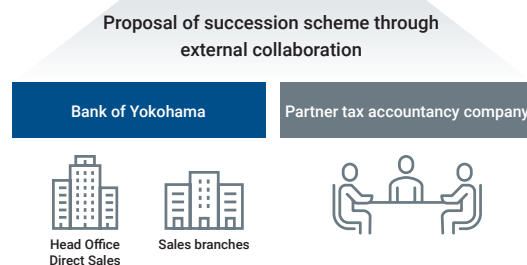 Proposal of succession scheme through
external collaboration
Bank of Yokohama
Partner tax accountancy company
Head Office
Direct Sales
Sales branches